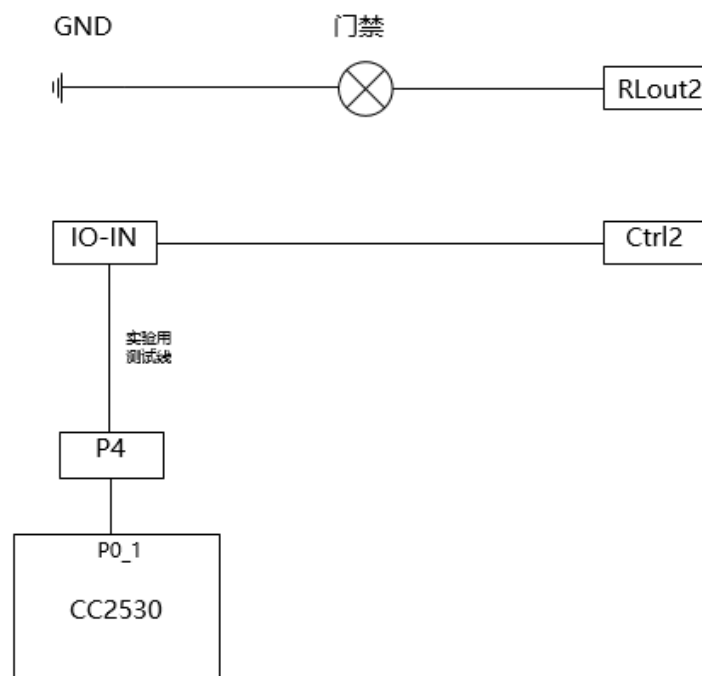 GND
门禁
RLout2
IO-IN
Ctrl2
实验用
测试线
P4
P0_1
CC2530